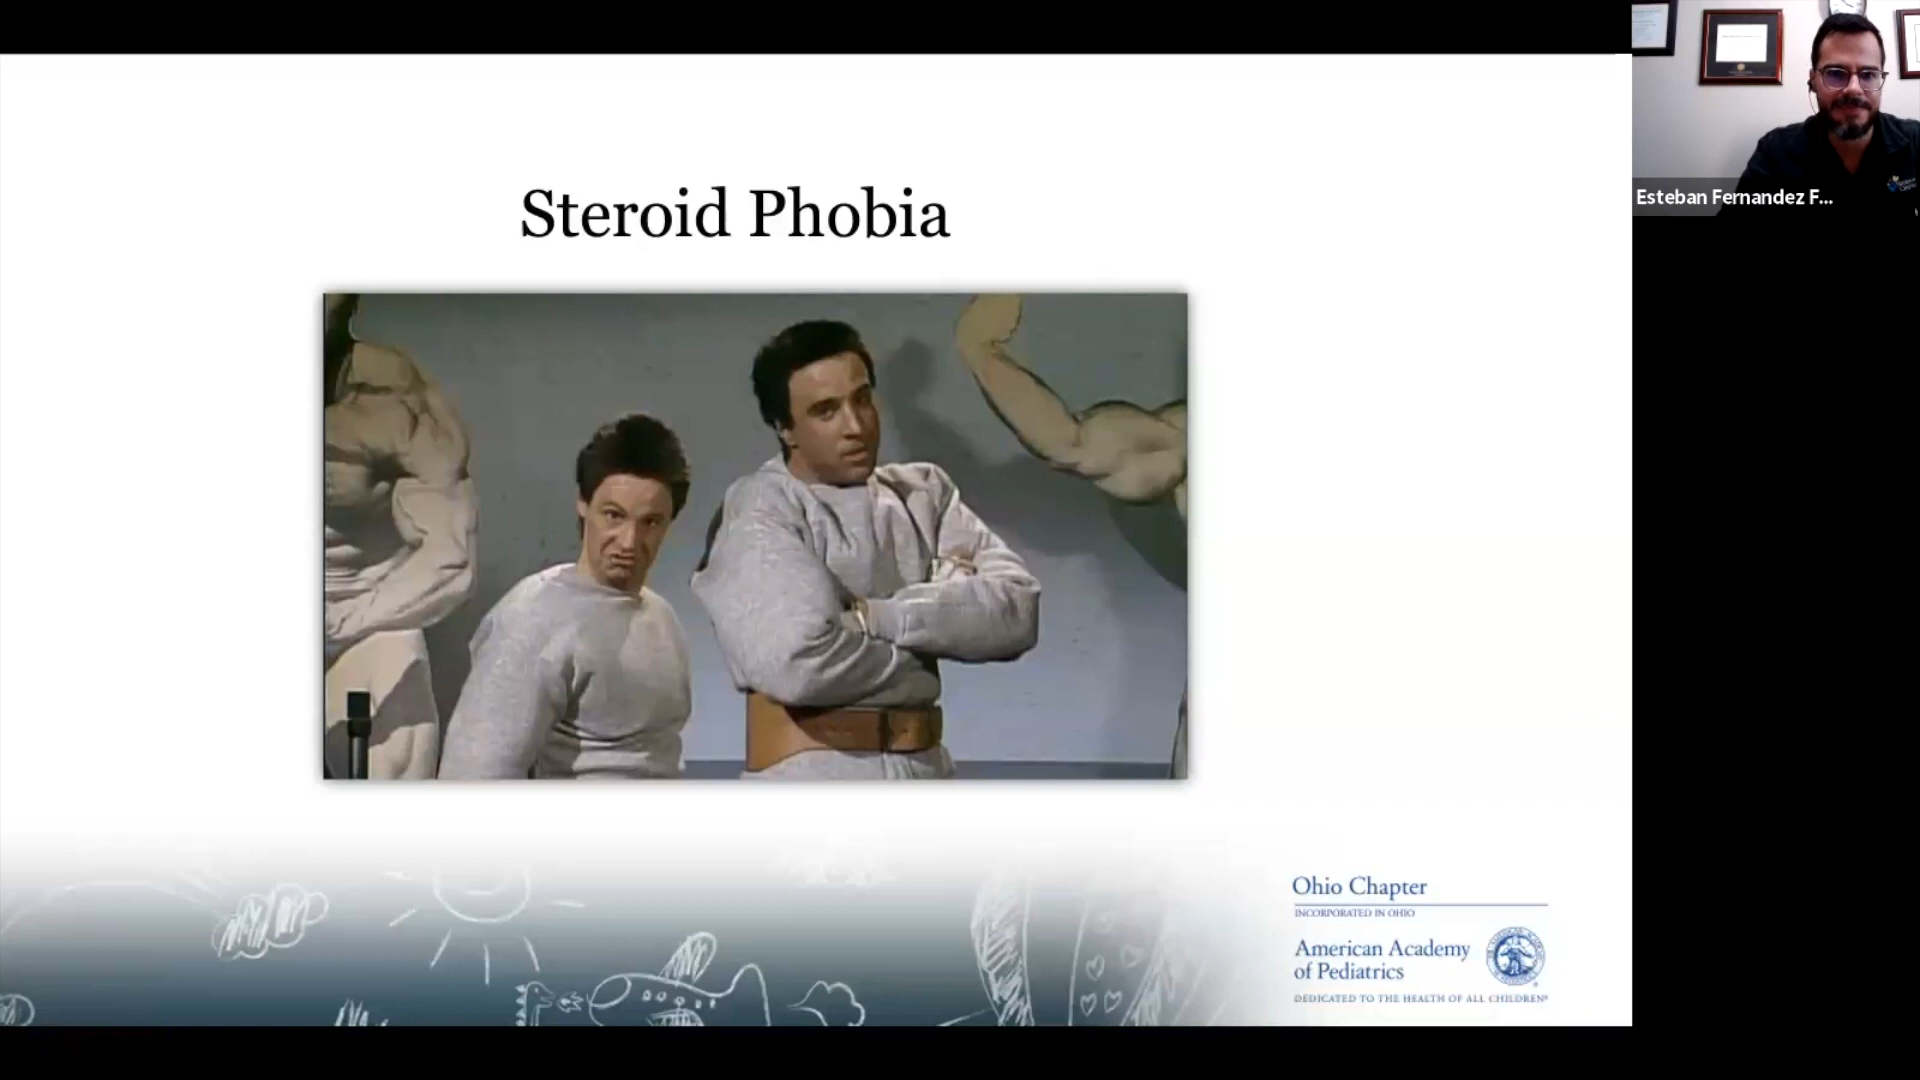 Steroid Phobia
Esteban Fernandez F...
Ohio Chapter
INCORPORATED IN OHIO
American Academy
of Pediatrics
DEDICATED TO THE HEALTH OF ALL CHILDREN®